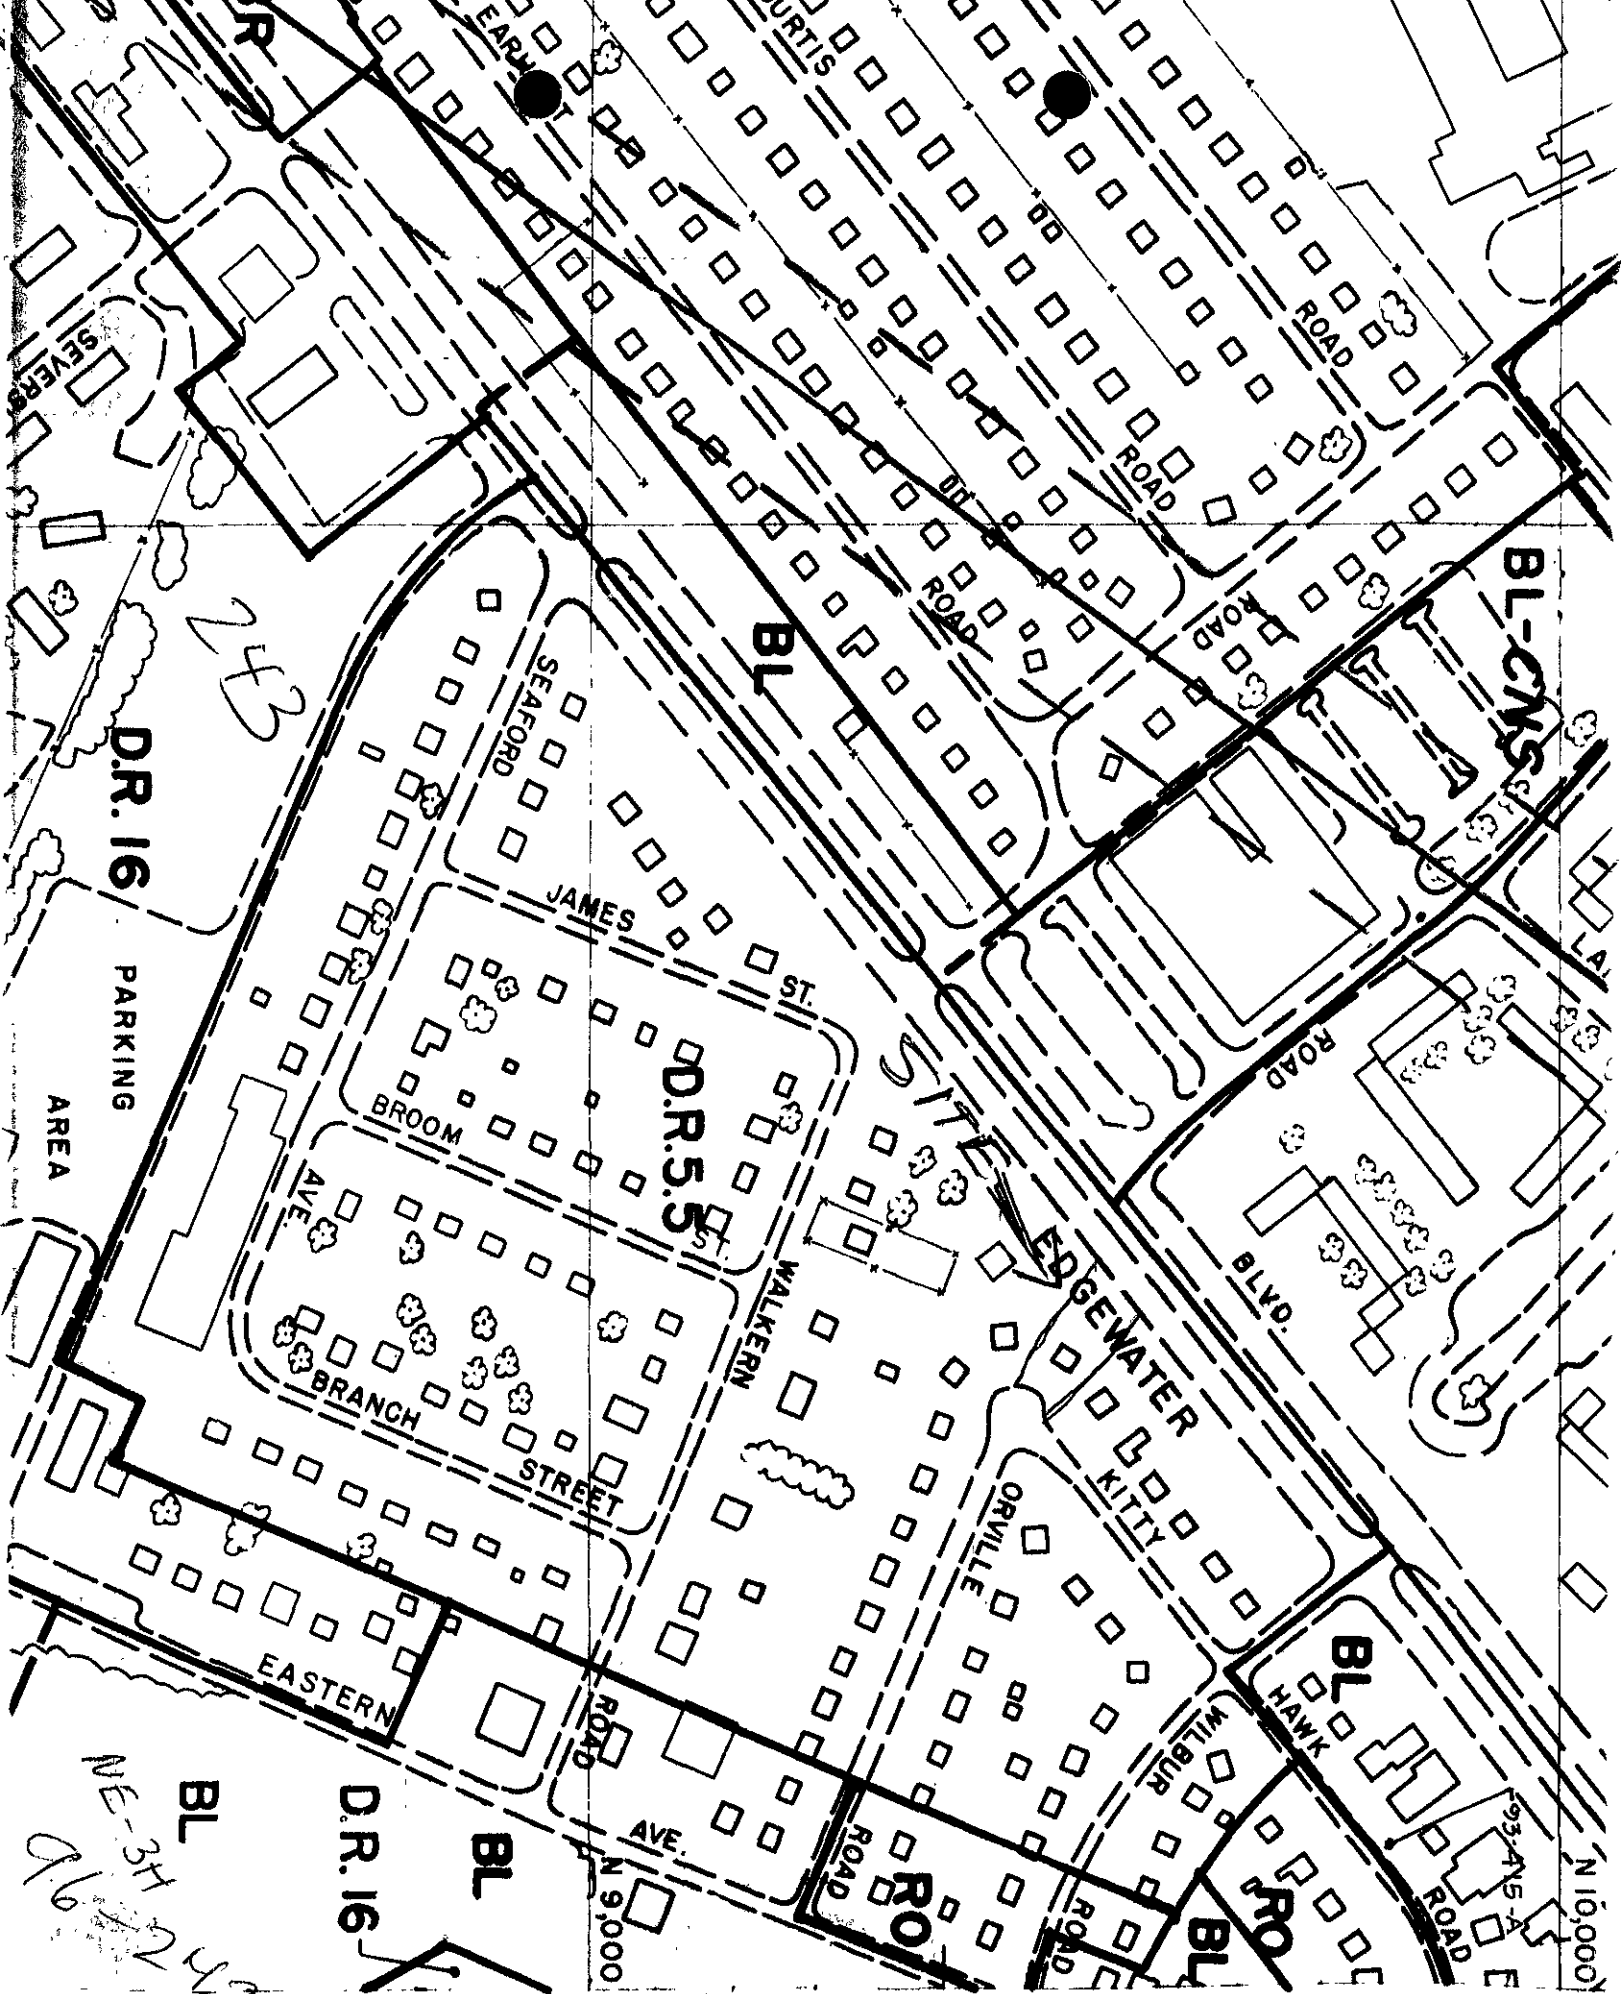 EARHART
CURTIS
ROAD
ROAD
ROAD
ROAD
SEVERS
BL
BL-CNS
243
D.R. 16
SEAFORD
JAMES ST.
PARKING
AREA
SITE
ROAD
D.R. 5.5
BROOM ST.
AVE.
WALKERN
EDGEWATER
BLVD.
BRANCH
STREET
ORVILLE
KITTY
EASTERN
ROAD
WILBUR
HAWK
BL
AVE.
ROAD
ROAD
ROAD
RO
RO
BL
BL
D.R. 16
BL
NE-3H
96-243
93-415-A
N 9,000
N 10,000